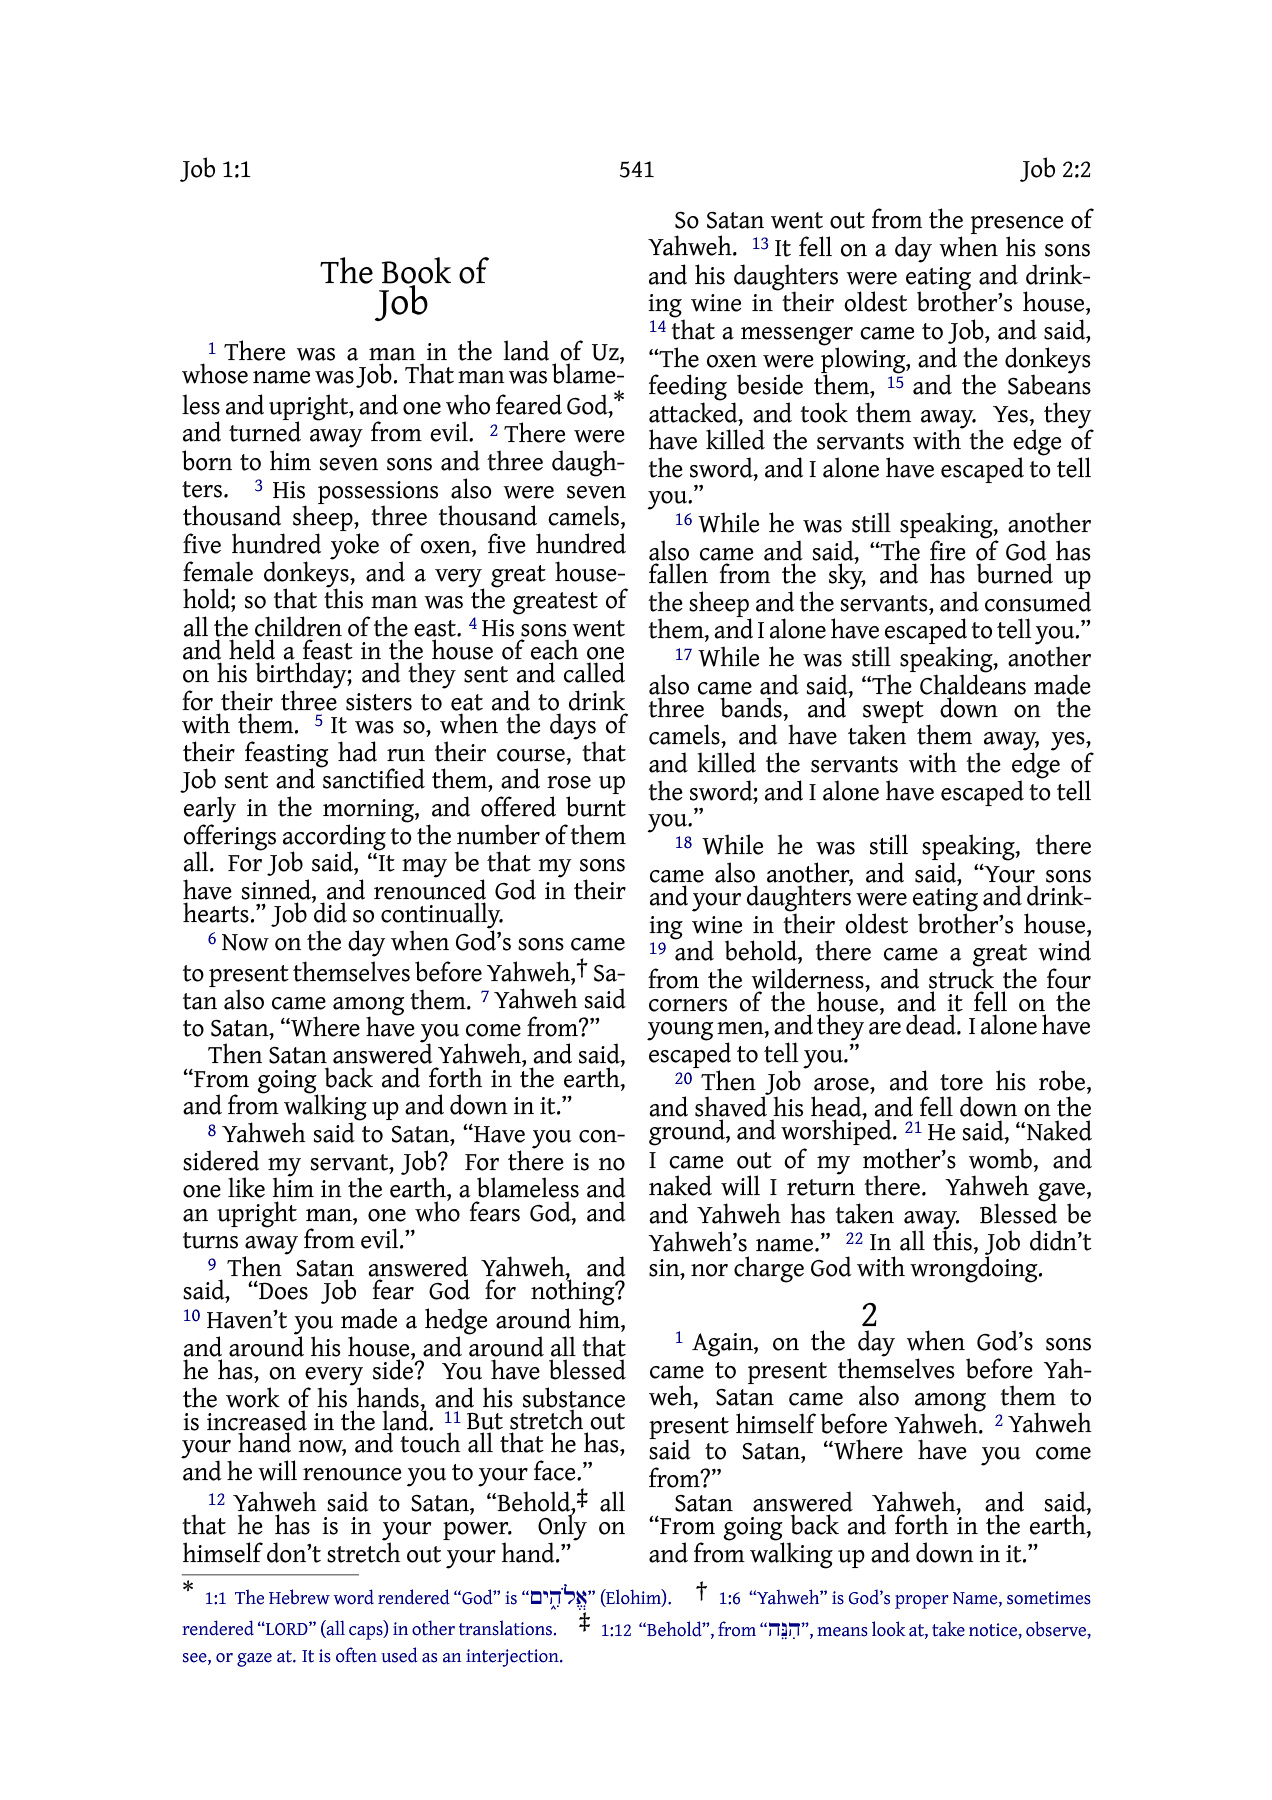 Job 1:1 541 Job 2:2
The Book of
Job
1 There was a man in the land of Uz,
whose name was Job. That man was blame-
less and upright, and one who feared God,*
and turned away from evil. 2 There were
born to him seven sons and three daugh-
ters. 3 His possessions also were seven
thousand sheep, three thousand camels,
five hundred yoke of oxen, five hundred
female donkeys, and a very great house-
hold; so that this man was the greatest of
all the children of the east. 4 His sons went
and held a feast in the house of each one
on his birthday; and they sent and called
for their three sisters to eat and to drink
with them. 5 It was so, when the days of
their feasting had run their course, that
Job sent and sanctified them, and rose up
early in the morning, and offered burnt
offerings according to the number of them
all. For Job said, “It may be that my sons
have sinned, and renounced God in their
hearts.” Job did so continually.
6 Now on the day when God’s sons came
to present themselves before Yahweh,† Sa-
tan also came among them. 7 Yahweh said
to Satan, “Where have you come from?”
Then Satan answered Yahweh, and said,
“From going back and forth in the earth,
and from walking up and down in it.”
8 Yahweh said to Satan, “Have you con-
sidered my servant, Job? For there is no
one like him in the earth, a blameless and
an upright man, one who fears God, and
turns away from evil.”
9 Then Satan answered Yahweh, and
said, “Does Job fear God for nothing?
10 Haven’t you made a hedge around him,
and around his house, and around all that
he has, on every side? You have blessed
the work of his hands, and his substance
is increased in the land. 11 But stretch out
your hand now, and touch all that he has,
and he will renounce you to your face.”
12 Yahweh said to Satan, “Behold,‡ all
that he has is in your power. Only on
himself don’t stretch out your hand.”
So Satan went out from the presence of
Yahweh. 13 It fell on a day when his sons
and his daughters were eating and drink-
ing wine in their oldest brother’s house,
14 that a messenger came to Job, and said,
“The oxen were plowing, and the donkeys
feeding beside them, 15 and the Sabeans
attacked, and took them away. Yes, they
have killed the servants with the edge of
the sword, and I alone have escaped to tell
you.”
16 While he was still speaking, another
also came and said, “The fire of God has
fallen from the sky, and has burned up
the sheep and the servants, and consumed
them, and I alone have escaped to tell you.”
17 While he was still speaking, another
also came and said, “The Chaldeans made
three bands, and swept down on the
camels, and have taken them away, yes,
and killed the servants with the edge of
the sword; and I alone have escaped to tell
you.”
18 While he was still speaking, there
came also another, and said, “Your sons
and your daughters were eating and drink-
ing wine in their oldest brother’s house,
19 and behold, there came a great wind
from the wilderness, and struck the four
corners of the house, and it fell on the
young men, and they are dead. I alone have
escaped to tell you.”
20 Then Job arose, and tore his robe,
and shaved his head, and fell down on the
ground, and worshiped. 21 He said, “Naked
I came out of my mother’s womb, and
naked will I return there. Yahweh gave,
and Yahweh has taken away. Blessed be
Yahweh’s name.” 22 In all this, Job didn’t
sin, nor charge God with wrongdoing.
2
1 Again, on the day when God’s sons
came to present themselves before Yah-
weh, Satan came also among them to
present himself before Yahweh. 2 Yahweh
said to Satan, “Where have you come
from?”
Satan answered Yahweh, and said,
“From going back and forth in the earth,
and from walking up and down in it.”
* 1:1 The Hebrew word rendered “God” is “אֱלֹהִ֑ים” (Elohim). † 1:6 “Yahweh” is God’s proper Name, sometimes
rendered “LORD” (all caps) in other translations. ‡ 1:12 “Behold”, from “הִנֵּה”, means look at, take notice, observe,
see, or gaze at. It is often used as an interjection.